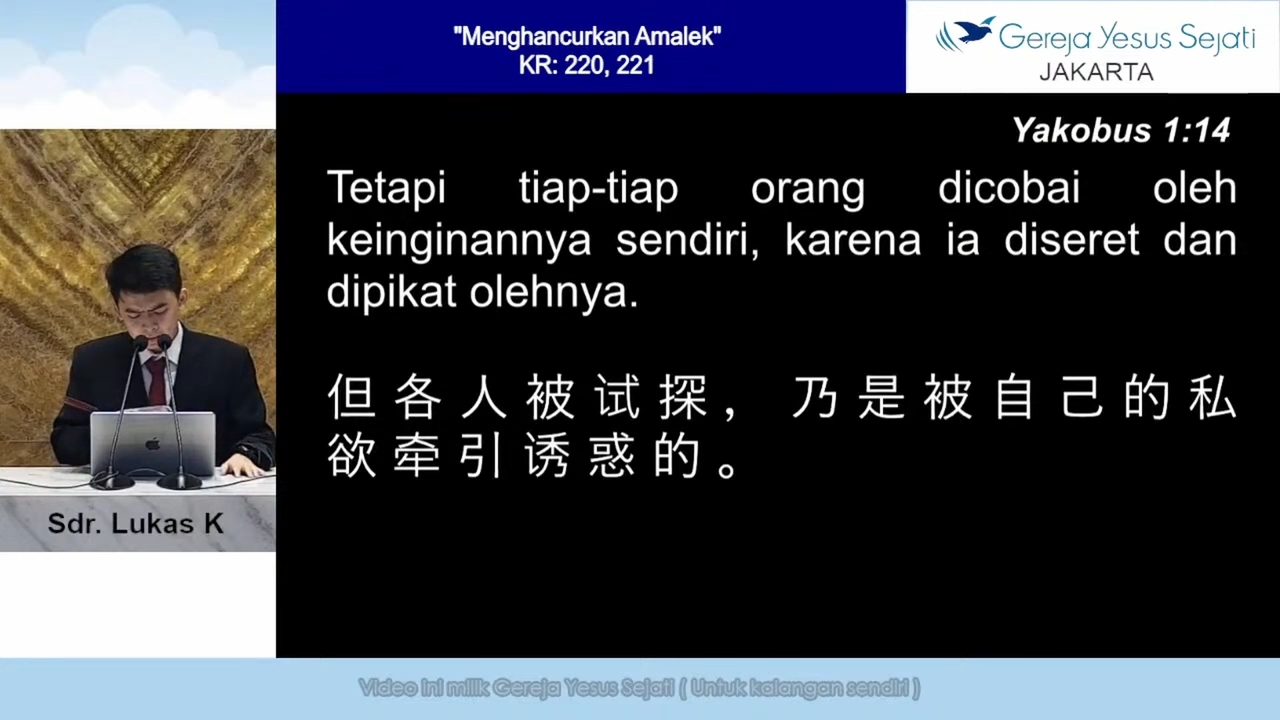 "Menghancurkan Amalek"
KR: 220, 221
Gereja Yesus Sejati
JAKARTA
Yakobus 1:14
Tetapi tiap-tiap orang dicobai oleh
keinginannya sendiri, karena ia diseret dan
dipikat olehnya.
但各人被试探，乃是被自己的私
欲牵引诱惑的。
Sdr. Lukas K
Video ini milik Gereja Yesus Sejati ( Untuk kalangan sendiri )